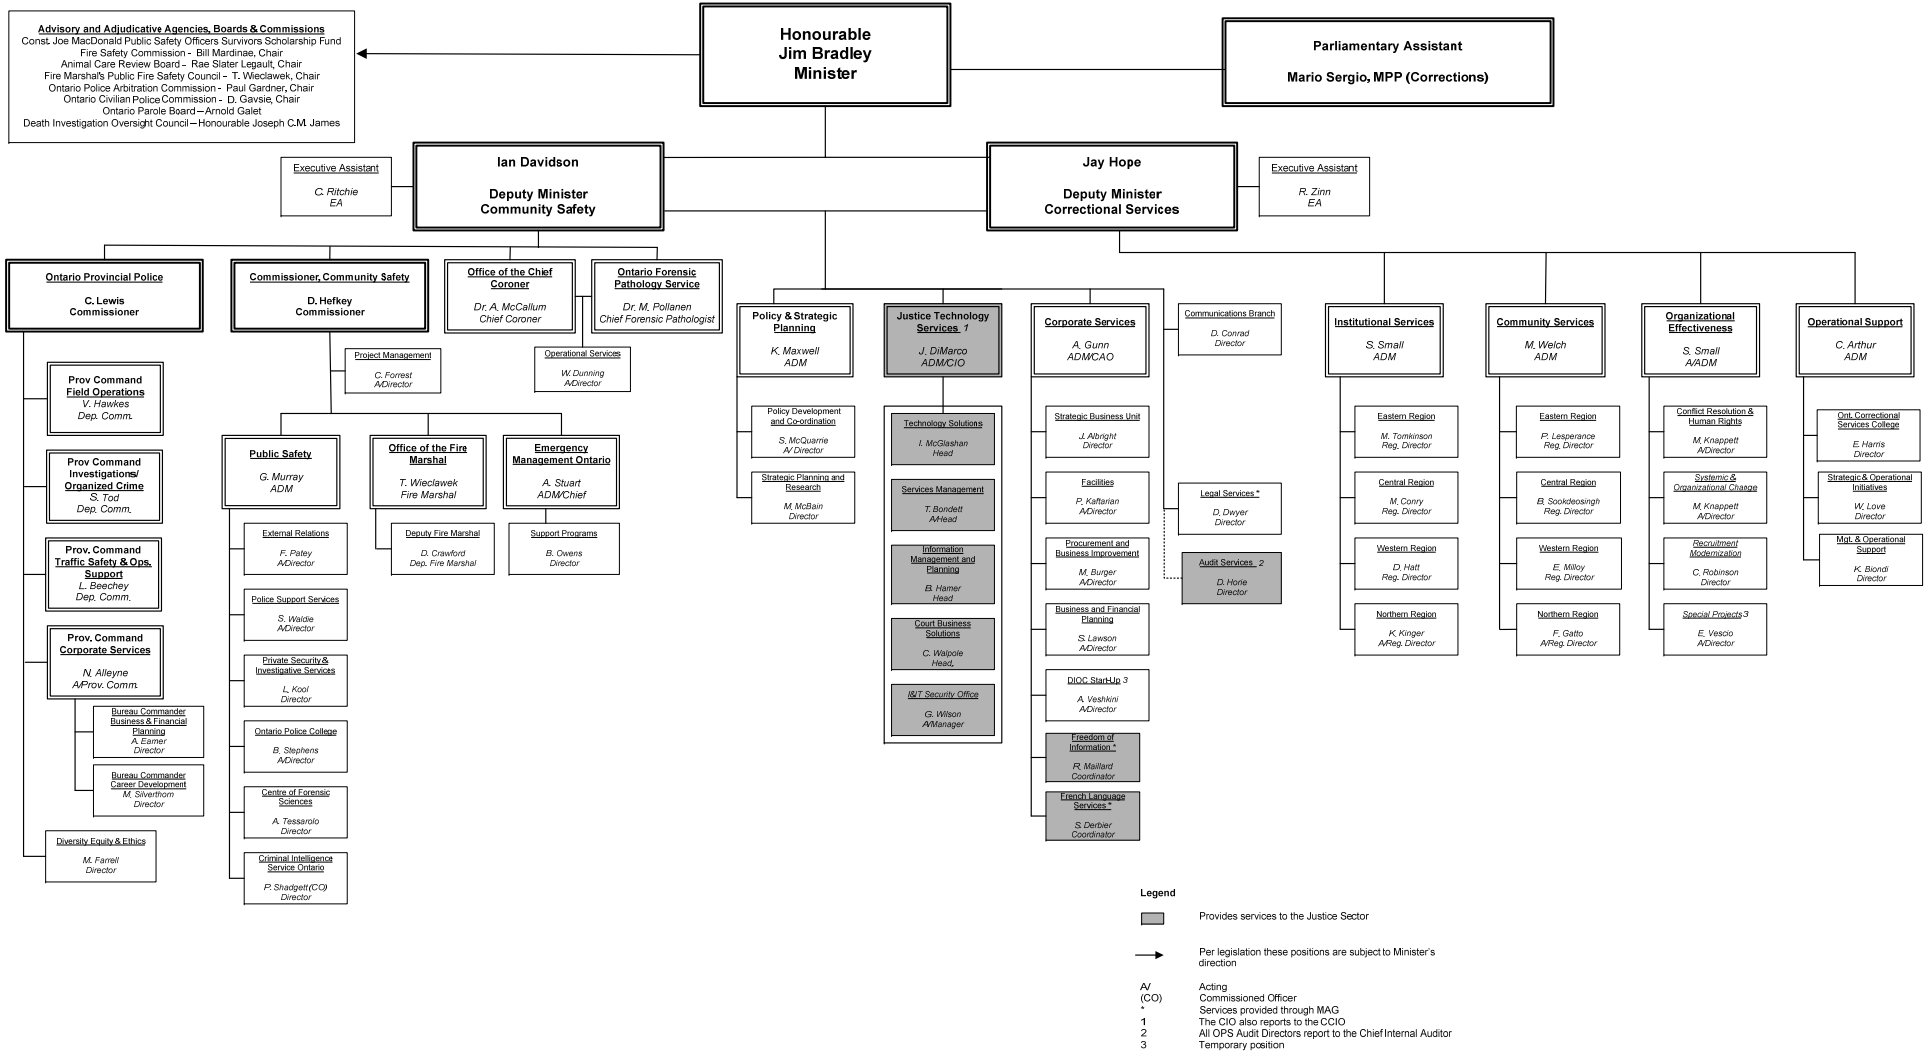 Advisory and Adjudicative Agencies, Boards & Commissions
Const. Joe MacDonald Public Safety Officers Survivors Scholarship Fund
Fire Safety Commission - Bill Mardinae, Chair
Animal Care Review Board - Rae Slater Legault, Chair
Fire Marshal's Public Fire Safety Council - T. Wieclawek, Chair
Ontario Police Arbitration Commission - Paul Gardner, Chair
Ontario Civilian Police Commission - D. Gavsie, Chair
Ontario Parole Board—Arnold Galet
Death Investigation Oversight Council—Honourable Joseph C.M. James
Honourable
Jim Bradley
Minister
Parliamentary Assistant
Mario Sergio, MPP (Corrections)
Executive Assistant
C. Ritchie
EA
Ian Davidson
Deputy Minister
Community Safety
Jay Hope
Deputy Minister
Correctional Services
Executive Assistant
R. Zinn
EA
Ontario Provincial Police
C. Lewis
Commissioner
Prov Command
Field Operations
V. Hawkes
Dep. Comm.
Prov Command
Investigations/
Organized Crime
S. Tod
Dep. Comm.
Prov. Command
Traffic Safety & Ops.
Support
L. Beechey
Dep. Comm.
Prov. Command
Corporate Services
N. Alleyne
A/Prov. Comm.
Bureau Commander
Business & Financial
Planning
A. Eamer
Director
Bureau Commander
Career Development
M. Silverthorn
Director
Diversity Equity & Ethics
M. Farrell
Director
Commissioner, Community Safety
D. Hefkey
Commissioner
Project Management
C. Forrest
A/Director
Public Safety
G. Murray
ADM
External Relations
F. Patey
A/Director
Police Support Services
S. Waldie
A/Director
Private Security &
Investigative Services
L. Kool
Director
Ontario Police College
B. Stephens
A/Director
Centre of Forensic
Sciences
A. Tessarolo
Director
Criminal Intelligence
Service Ontario
P. Shadgett (CO)
Director
Office of the Fire
Marshal
T. Wieclawek
Fire Marshal
Deputy Fire Marshal
D. Crawford
Dep. Fire Marshal
Emergency
Management Ontario
A. Stuart
ADM/Chief
Support Programs
B. Owens
Director
Office of the Chief
Coroner
Dr. A. McCallum
Chief Coroner
Ontario Forensic
Pathology Service
Dr. M. Pollanen
Chief Forensic Pathologist
Operational Services
W. Dunning
A/Director
Policy & Strategic
Planning
K. Maxwell
ADM
Policy Development
and Co-ordination
S. McQuarrie
A/ Director
Strategic Planning and
Research
M. McBain
Director
Justice Technology
Services 1
J. DiMarco
ADM/CIO
Technology Solutions
I. McGlashan
Head
Services Management
T. Bondett
A/Head
Information
Management and
Planning
B. Hamer
Head
Court Business
Solutions
C. Walpole
Head,
I&IT Security Office
G. Wilson
A/Manager
Corporate Services
A. Gunn
ADM/CAO
Strategic Business Unit
J. Albright
Director
Facilities
P. Kaftarian
A/Director
Procurement and
Business Improvement
M. Burger
A/Director
Business and Financial
Planning
S. Lawson
A/Director
DIOC Start-Up 3
A. Veshkini
A/Director
Freedom of
Information *
R. Maillard
Coordinator
French Language
Services *
S. Derbier
Coordinator
Communications Branch
D. Conrad
Director
Legal Services *
D. Dwyer
Director
Audit Services 2
D. Horie
Director
Institutional Services
S. Small
ADM
Eastern Region
M. Tomkinson
Reg. Director
Central Region
M. Conry
Reg. Director
Western Region
D. Hatt
Reg. Director
Northern Region
K. Kinger
A/Reg. Director
Community Services
M. Welch
ADM
Eastern Region
P. Lesperance
Reg. Director
Central Region
B. Sookdeosingh
Reg. Director
Western Region
E. Milloy
Reg. Director
Northern Region
F. Gatto
A/Reg. Director
Organizational
Effectiveness
S. Small
A/ADM
Conflict Resolution &
Human Rights
M. Knappett
A/Director
Systemic &
Organizational Change
M. Knappett
A/Director
Recruitment
Modernization
C. Robinson
Director
Special Projects 3
E. Vescio
A/Director
Operational Support
C. Arthur
ADM
Ont. Correctional
Services College
E. Harris
Director
Strategic & Operational
Initiatives
W. Love
Director
Mgt. & Operational
Support
K. Biondi
Director
Legend
Provides services to the Justice Sector
Per legislation these positions are subject to Minister's
direction
A/ Acting
(CO) Commissioned Officer
* Services provided through MAG
1 The CIO also reports to the CCIO
2 All OPS Audit Directors report to the Chief Internal Auditor
3 Temporary position